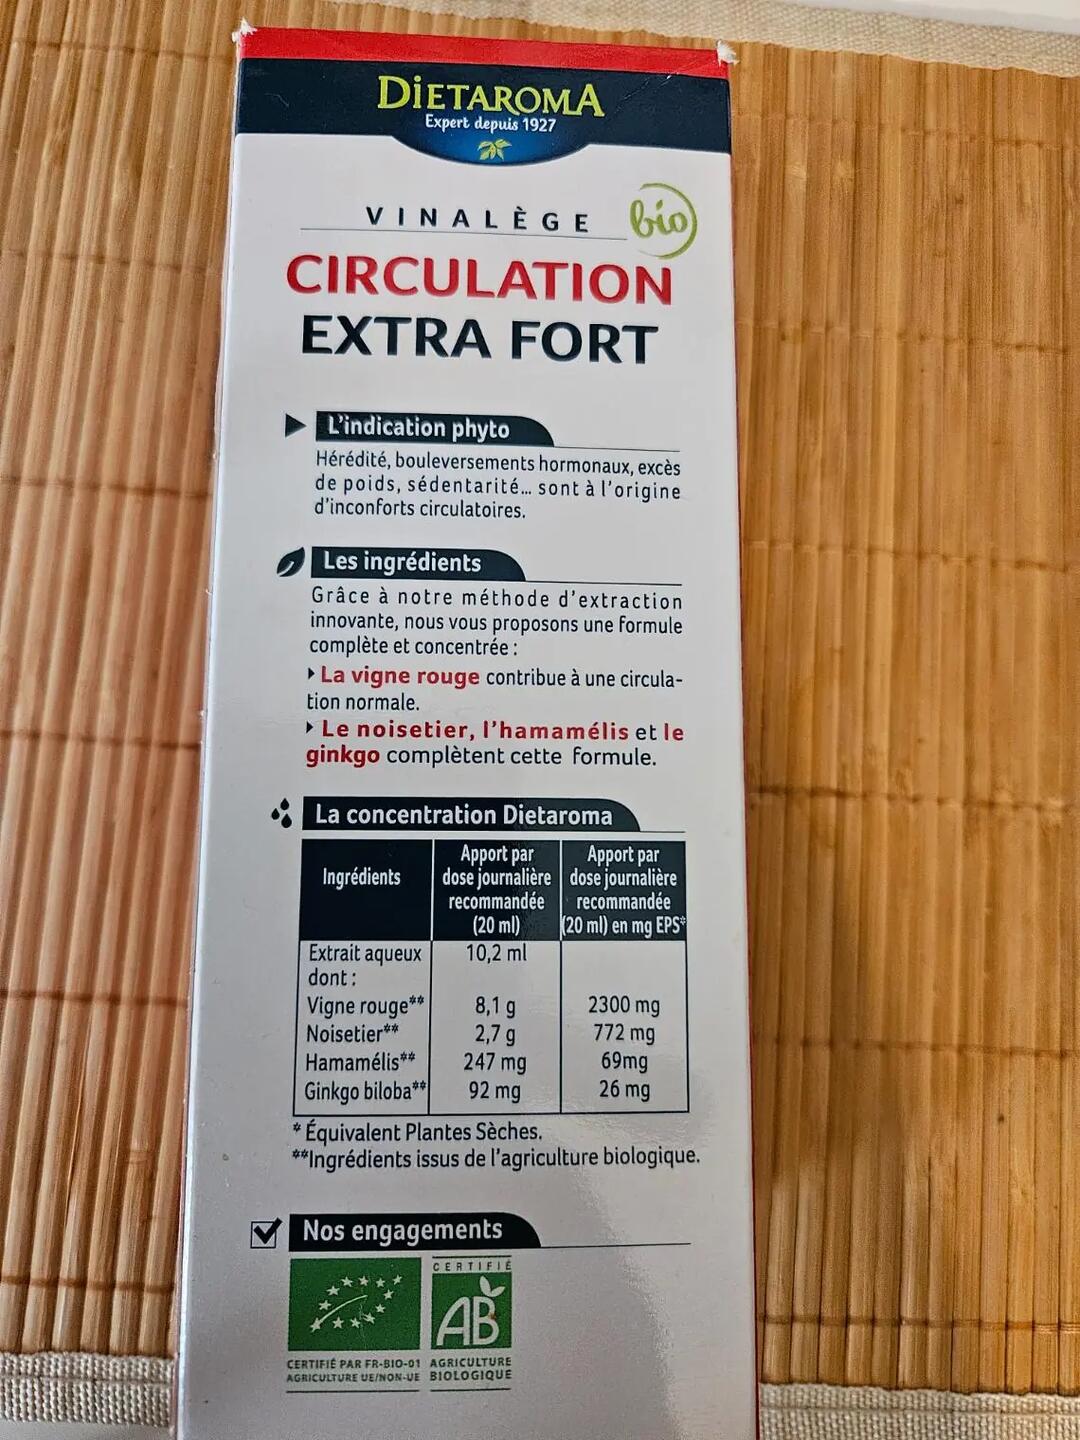 DiETAROMA
Expert depuis 1927
VINALÈGE
bio
CIRCULATION
EXTRA FORT
L'indication phyto
Hérédité, bouleversements hormonaux, excès
de poids, sédentarité... sont à l'origine
d'inconforts circulatoires.
Les ingrédients
Grâce à notre méthode d'extraction
innovante, nous vous proposons une formule
complète et concentrée :
La vigne rouge contribue à une circula-
tion normale.
Le noisetier, l'hamamélis et le
ginkgo complètent cette formule.
La concentration Dietaroma
Ingrédients
Apport par
dose journalière
recommandée
(20 ml)
Apport par
dose journalière
recommandée
(20 ml) en mg EPS*
Extrait aqueux 10,2 ml
dont :
Vigne rouge** 8,1 g 2300 mg
Noisetier** 2,7 g 772 mg
Hamamélis** 247 mg 69mg
Ginkgo biloba** 92 mg 26 mg
* Équivalent Plantes Sèches.
**Ingrédients issus de l'agriculture biologique.
Nos engagements
CERTIFIÉ
AB
CERTIFIÉ PAR FR-BIO-01
AGRICULTURE UE/NON-UE
AGRICULTURE
BIOLOGIQUE